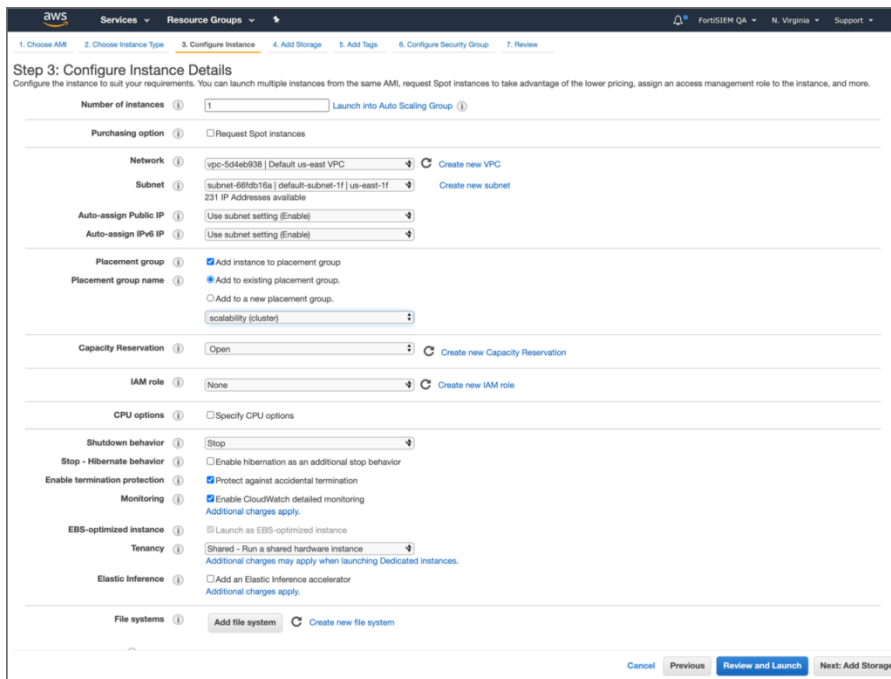 aws Services Resource Groups FortiSIEM QA N. Virginia Support
1. Choose AMI 2. Choose Instance Type 3. Configure Instance 4. Add Storage 5. Add Tags 6. Configure Security Group 7. Review
Step 3: Configure Instance Details
Configure the instance to suit your requirements. You can launch multiple instances from the same AMI, request Spot instances to take advantage of the lower pricing, assign an access management role to the instance, and more.
Number of instances 1 Launch into Auto Scaling Group
Purchasing option Request Spot instances
Network vpc-5d4eb938 | Default us-east VPC Create new VPC
Subnet subnet-66fdb16a | default-subnet-1f | us-east-1f Create new subnet
231 IP Addresses available
Auto-assign Public IP Use subnet setting (Enable)
Auto-assign IPv6 IP Use subnet setting (Enable)
Placement group Add instance to placement group
Placement group name Add to existing placement group.
Add to a new placement group.
scalability (cluster)
Capacity Reservation Open Create new Capacity Reservation
IAM role None Create new IAM role
CPU options Specify CPU options
Shutdown behavior Stop
Stop - Hibernate behavior Enable hibernation as an additional stop behavior
Enable termination protection Protect against accidental termination
Monitoring Enable CloudWatch detailed monitoring
Additional charges apply.
EBS-optimized instance Launch as EBS-optimized instance
Tenancy Shared - Run a shared hardware instance
Additional charges may apply when launching Dedicated instances.
Elastic Inference Add an Elastic Inference accelerator
Additional charges apply.
File systems Add file system Create new file system
Cancel Previous Review and Launch Next: Add Storage